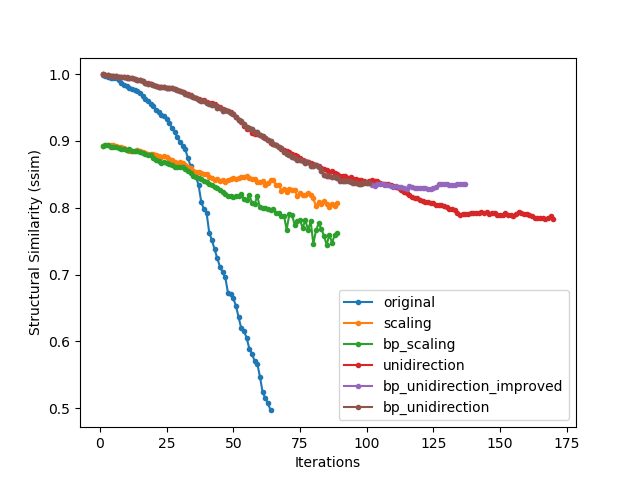 1.0
0.9
0.8
0.7
0.6
0.5
Structural Similarity (ssim)
original
scaling
bp_scaling
unidirection
bp_unidirection_improved
bp_unidirection
0 25 50 75 100 125 150 175
Iterations